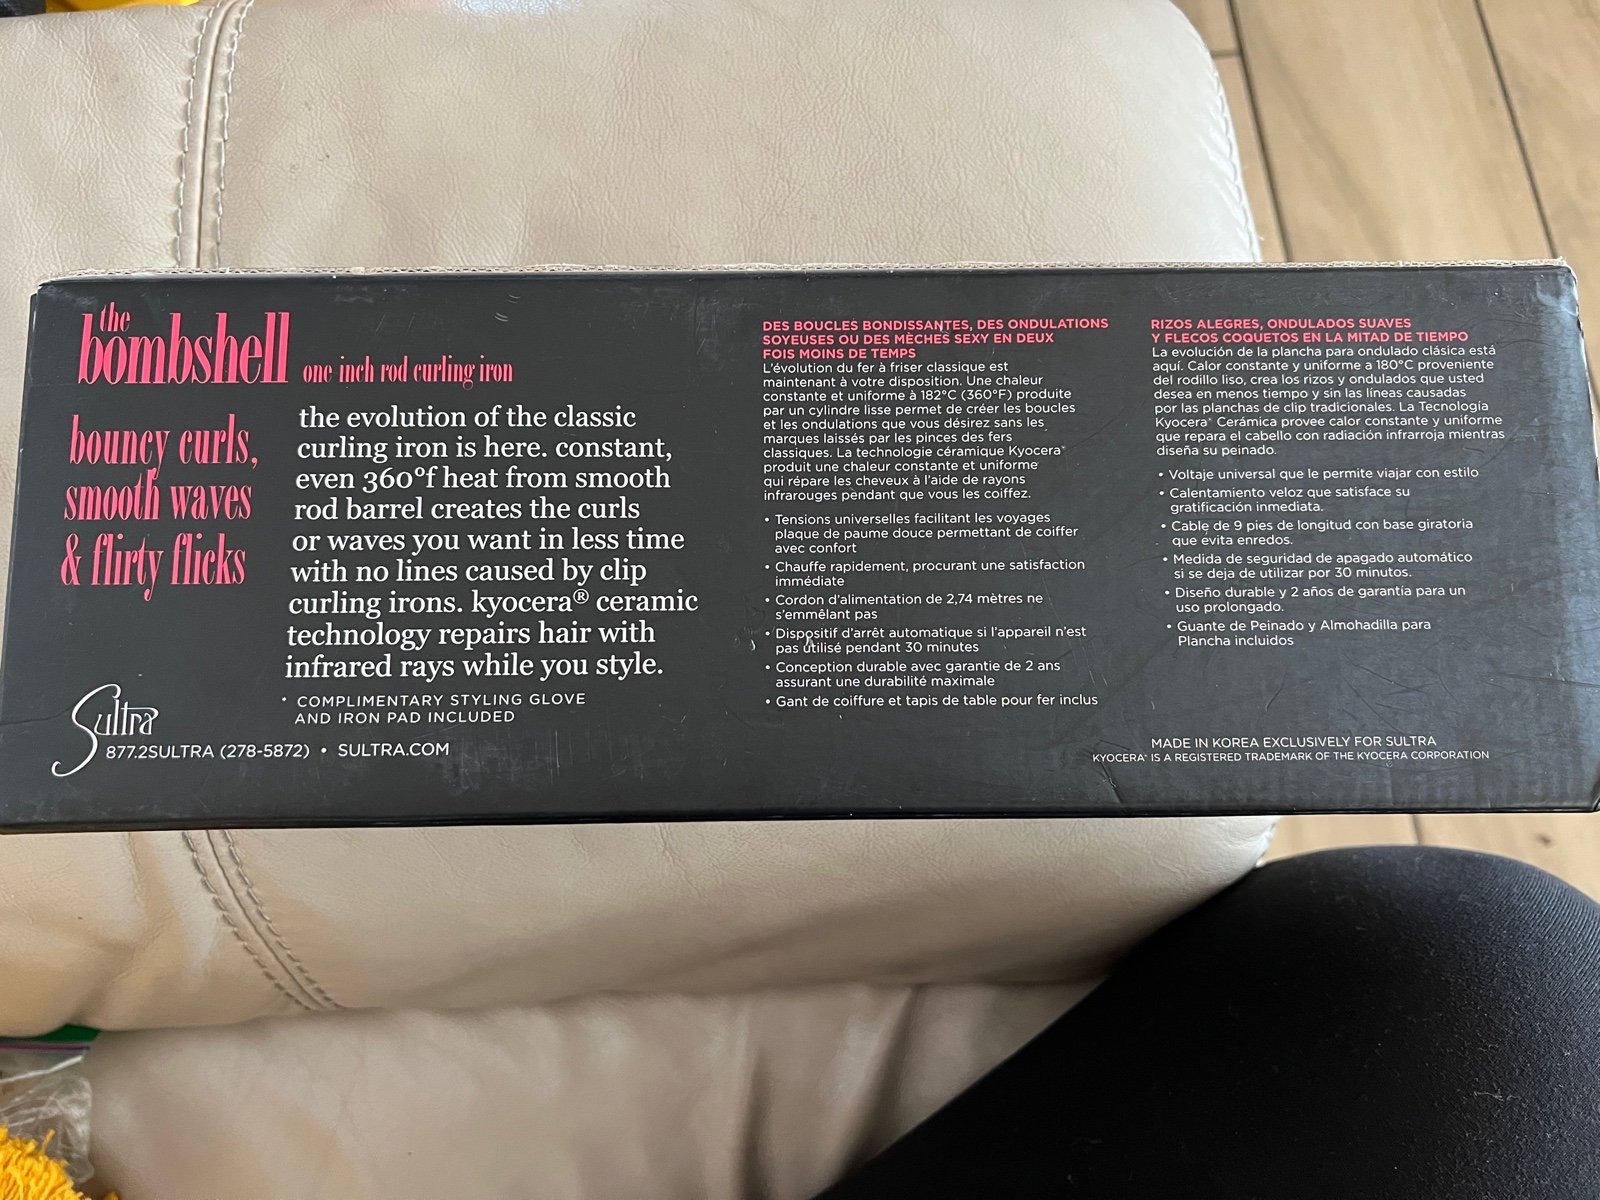 the
bombshell one inch rod curling iron
bouncy curls,
smooth waves
& flirty flicks
the evolution of the classic
curling iron is here. constant,
even 360°f heat from smooth
rod barrel creates the curls
or waves you want in less time
with no lines caused by clip
curling irons. kyocera® ceramic
technology repairs hair with
infrared rays while you style.
* COMPLIMENTARY STYLING GLOVE
AND IRON PAD INCLUDED
Sultra
877.2SULTRA (278-5872) • SULTRA.COM
DES BOUCLES BONDISSANTES, DES ONDULATIONS
SOYEUSES OU DES MÈCHES SEXY EN DEUX
FOIS MOINS DE TEMPS
L'évolution du fer à friser classique est
maintenant à votre disposition. Une chaleur
constante et uniforme à 182°C (360°F) produite
par un cylindre lisse permet de créer les boucles
et les ondulations que vous désirez sans les
marques laissés par les pinces des fers
classiques. La technologie céramique Kyocera®
produit une chaleur constante et uniforme
qui répare les cheveux à l'aide de rayons
infrarouges pendant que vous les coiffez.
• Tensions universelles facilitant les voyages
plaque de paume douce permettant de coiffer
avec confort
• Chauffe rapidement, procurant une satisfaction
immédiate
• Cordon d'alimentation de 2,74 mètres ne
s'emmêlant pas
• Dispositif d'arrêt automatique si l'appareil n'est
pas utilisé pendant 30 minutes
• Conception durable avec garantie de 2 ans
assurant une durabilité maximale
• Gant de coiffure et tapis de table pour fer inclus
RIZOS ALEGRES, ONDULADOS SUAVES
Y FLECOS COQUETOS EN LA MITAD DE TIEMPO
La evolución de la plancha para ondulado clásica está
aquí. Calor constante y uniforme a 180°C proveniente
del rodillo liso, crea los rizos y ondulados que usted
desea en menos tiempo y sin las líneas causadas
por las planchas de clip tradicionales. La Tecnología
Kyocera® Cerámica provee calor constante y uniforme
que repara el cabello con radiación infrarroja mientras
diseña su peinado.
• Voltaje universal que le permite viajar con estilo
• Calentamiento veloz que satisface su
gratificación inmediata.
• Cable de 9 pies de longitud con base giratoria
que evita enredos.
• Medida de seguridad de apagado automático
si se deja de utilizar por 30 minutos.
• Diseño durable y 2 años de garantía para un
uso prolongado.
• Guante de Peinado y Almohadilla para
Plancha incluidos
MADE IN KOREA EXCLUSIVELY FOR SULTRA
KYOCERA® IS A REGISTERED TRADEMARK OF THE KYOCERA CORPORATION